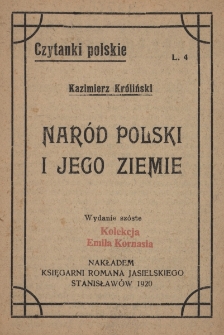 Czytanki polskie
Ł. 4
Kazimierz Króliński
NARÓD POLSKI
I JEGO ZIEMIE
Wydanie szóste
Kolekcja
Emila Kornasia
NAKŁADEM
KSIĘGARNI ROMANA JASIELSKIEGO
STANISŁAWÓW 1920